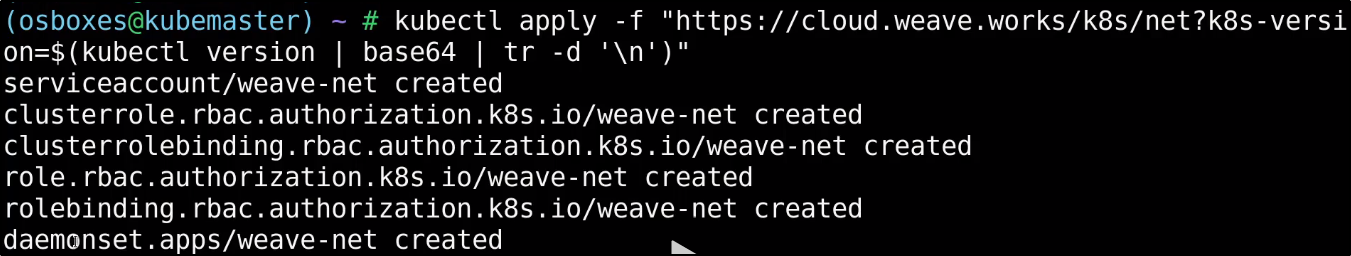 (osboxes@kubemaster) ~ # kubectl apply -f "https://cloud.weave.works/k8s/net?k8s-versi
on=$(kubectl version | base64 | tr -d '\n')"
serviceaccount/weave-net created
clusterrole.rbac.authorization.k8s.io/weave-net created
clusterrolebinding.rbac.authorization.k8s.io/weave-net created
role.rbac.authorization.k8s.io/weave-net created
rolebinding.rbac.authorization.k8s.io/weave-net created
daemonset.apps/weave-net created